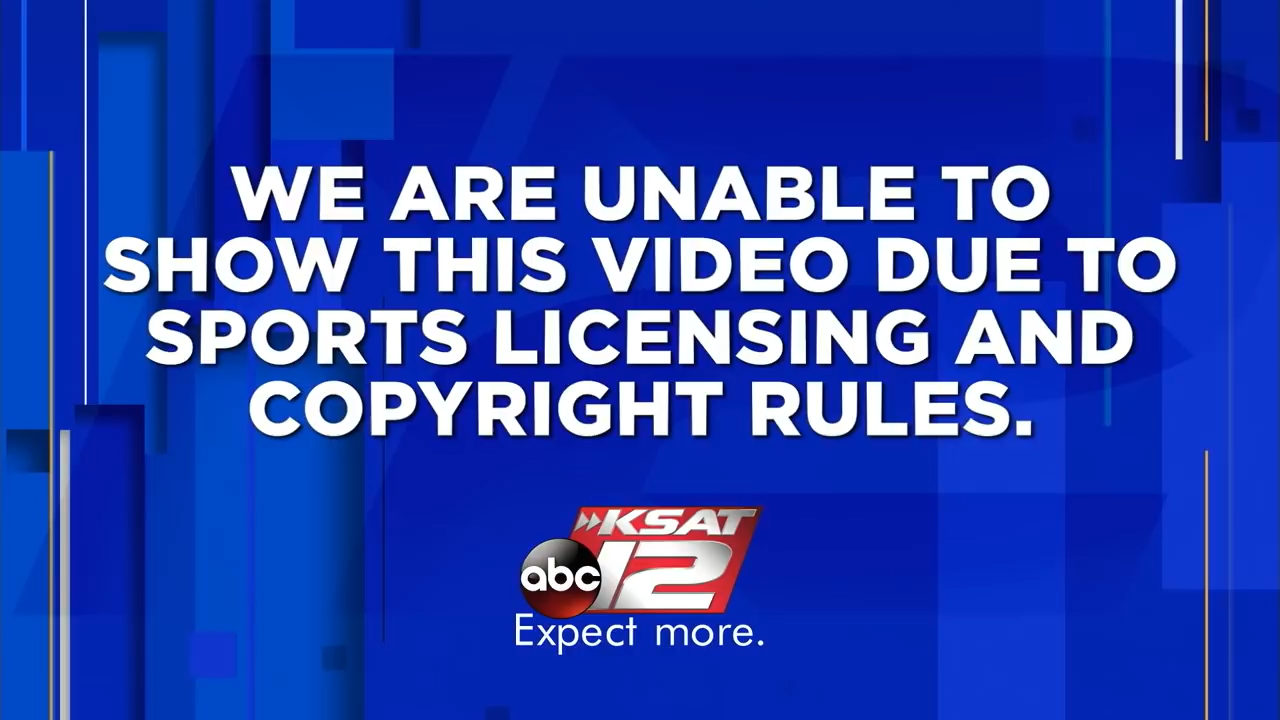 WE ARE UNABLE TO
SHOW THIS VIDEO DUE TO
SPORTS LICENSING AND
COPYRIGHT RULES.
KSAT
abc 12
Expect more.